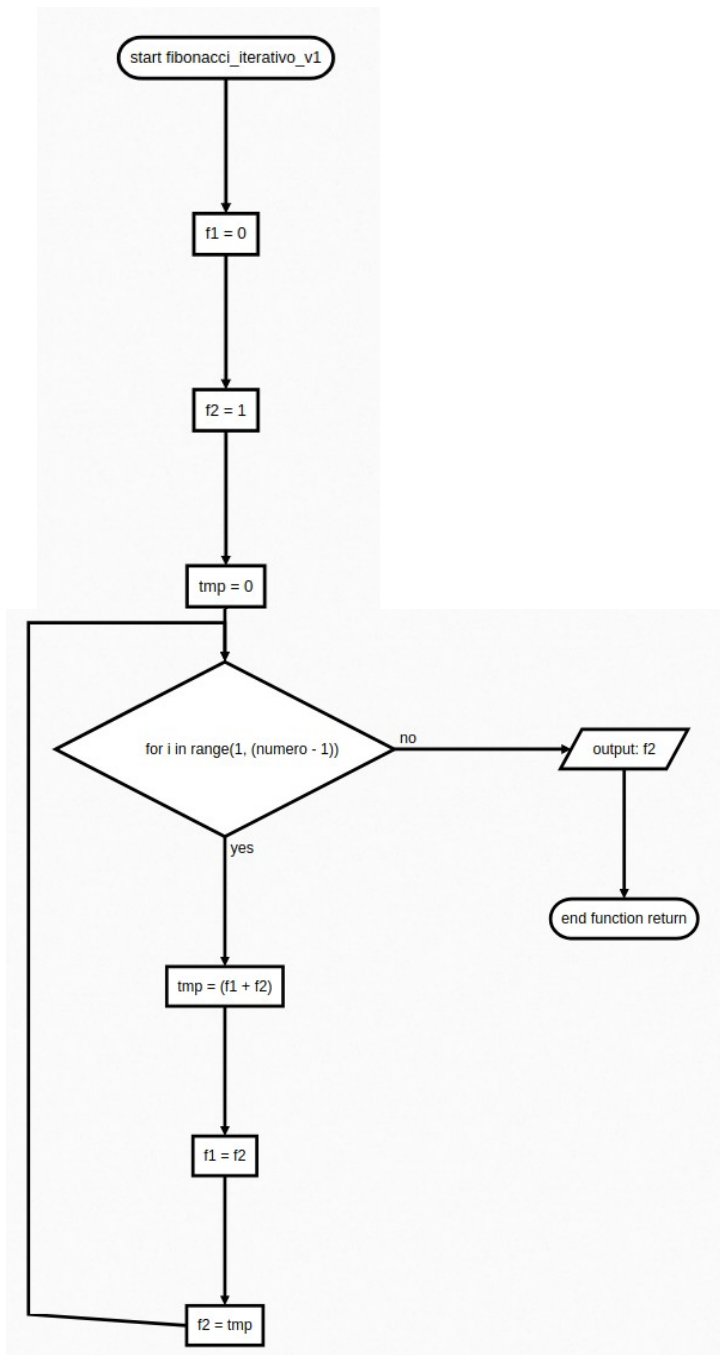 start fibonacci_iterativo_v1
f1 = 0
f2 = 1
tmp = 0
for i in range(1, (numero - 1))
no
output: f2
yes
end function return
tmp = (f1 + f2)
f1 = f2
f2 = tmp